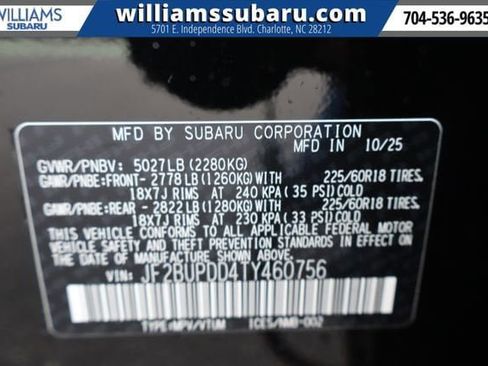 WILLIAMS
SUBARU
williamssubaru.com
5701 E. Independence Blvd. Charlotte, NC 28212
704-536-9635
MFD BY SUBARU CORPORATION 10/25
GVWR/PNBV: 5027LB (2280KG)
GAWR/PNBE: FRONT- 2778 LB (1260KG) WITH 225/60R18 TIRES,
18X7J RIMS AT 240 KPA (35 PSI) COLD
GAWR/PNBE: REAR - 2822 LB (1280KG) WITH 225/60R18 TIRES,
18X7J RIMS AT 230 KPA (33 PSI) COLD
THIS VEHICLE CONFORMS TO ALL APPLICABLE FEDERAL MOTOR
VEHICLE SAFETY AND BUMPER STANDARDS IN EFFECT ON THE
DATE OF MANUFACTURE SHOWN ABOVE.
VIN: JF2BUPDD4TY460756
TYPE:MPV/VTUM ICES/NMB-002